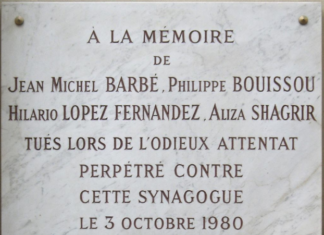 À LA MÉMOIRE
DE
JEAN MICHEL BARBÉ, PHILIPPE BOUISSOU
HILARIO LOPEZ FERNANDEZ, ALIZA SHAGRIR
TUÉS LORS DE L'ODIEUX ATTENTAT
PERPÉTRÉ CONTRE
CETTE SYNAGOGUE
LE 3 OCTOBRE 1980